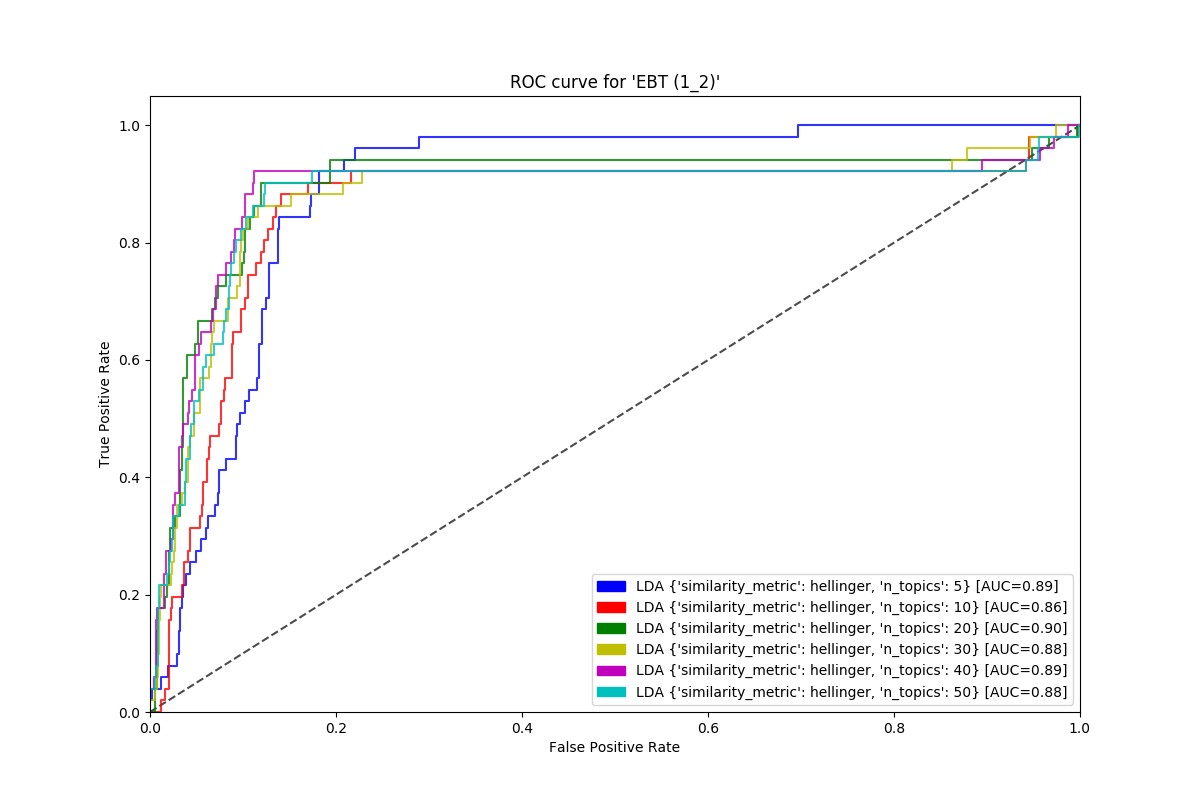 ROC curve for 'EBT (1_2)'
1.0
0.8
0.6
0.4
0.2
0.0
True Positive Rate
0.0 0.2 0.4 0.6 0.8 1.0
False Positive Rate
LDA {'similarity_metric': hellinger, 'n_topics': 5} [AUC=0.89]
LDA {'similarity_metric': hellinger, 'n_topics': 10} [AUC=0.86]
LDA {'similarity_metric': hellinger, 'n_topics': 20} [AUC=0.90]
LDA {'similarity_metric': hellinger, 'n_topics': 30} [AUC=0.88]
LDA {'similarity_metric': hellinger, 'n_topics': 40} [AUC=0.89]
LDA {'similarity_metric': hellinger, 'n_topics': 50} [AUC=0.88]